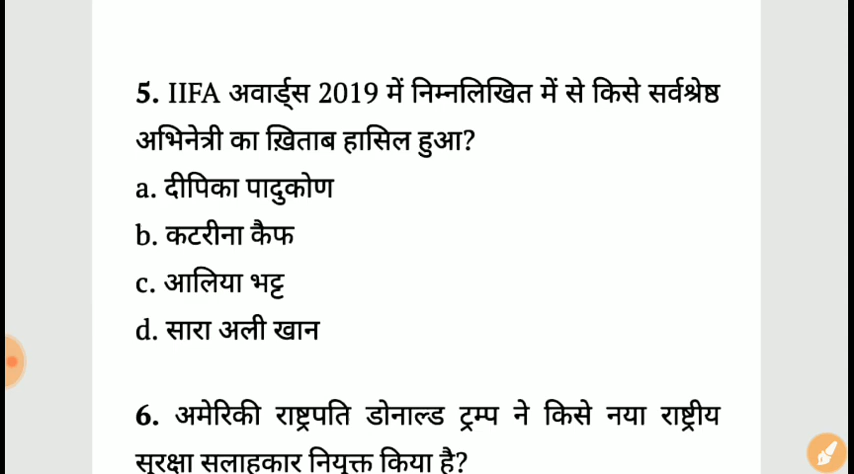 5. IIFA अवार्ड्स 2019 में निम्नलिखित में से किसे सर्वश्रेष्ठ
अभिनेत्री का ख़िताब हासिल हुआ?
a. दीपिका पादुकोण
b. कटरीना कैफ
c. आलिया भट्ट
d. सारा अली खान
6. अमेरिकी राष्ट्रपति डोनाल्ड ट्रम्प ने किसे नया राष्ट्रीय
सुरक्षा सलाहकार नियुक्त किया है?